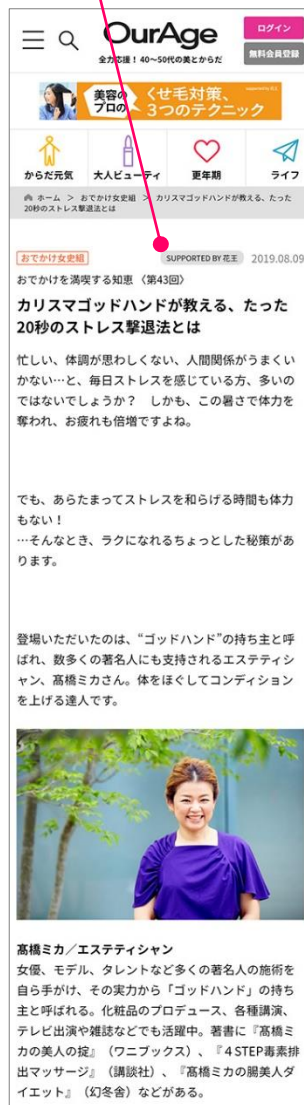 OurAge
全力応援！ 40〜50代の美とからだ
ログイン
無料会員登録
美容の
プロの
くせ毛対策、
3つのテクニック
からだ元気
大人ビューティ
更年期
ライフ
ホーム ＞ おでかけ女史組 ＞ カリスマゴッドハンドが教える、たった
20秒のストレス撃退法とは
おでかけ女史組
SUPPORTED BY 花王
2019.08.09
おでかけを満喫する知恵 〈第43回〉
カリスマゴッドハンドが教える、たった
20秒のストレス撃退法とは
忙しい、体調が思わしくない、人間関係がうまくい
かない…と、毎日ストレスを感じている方、多いの
ではないでしょうか？ しかも、この暑さで体力を
奪われ、お疲れも倍増ですよね。
でも、あらたまってストレスを和らげる時間も体力
もない！
…そんなとき、ラクになれるちょっとした秘策があ
ります。
登場いただいたのは、“ゴッドハンド”の持ち主と呼
ばれ、数多くの著名人にも支持されるエステティシ
ャン、髙橋ミカさん。体をほぐしてコンディション
を上げる達人です。
髙橋ミカ／エステティシャン
女優、モデル、タレントなど多くの著名人の施術を
自ら手がけ、その実力から「ゴッドハンド」の持ち
主と呼ばれる。化粧品のプロデュース、各種講演、
テレビ出演や雑誌などでも活躍中。著書に『髙橋ミ
カの美人の掟』（ワニブックス）、『４STEP毒素排
出マッサージ』（講談社）、『髙橋ミカの腸美人ダ
イエット』（幻冬舎）などがある。